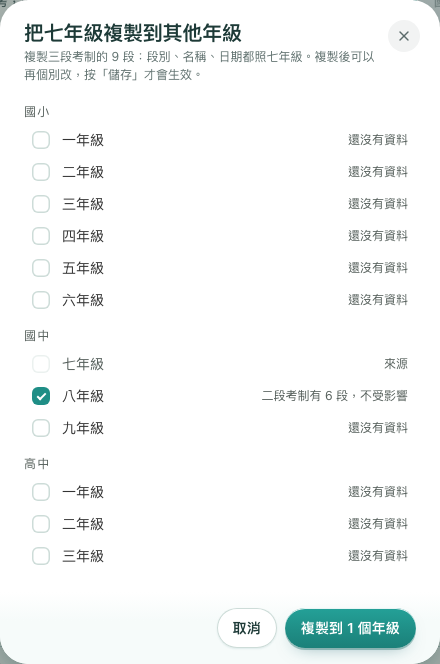 把七年級複製到其他年級
複製三段考制的 9 段：段別、名稱、日期都照七年級。複製後可以
再個別改，按「儲存」才會生效。
國小
一年級 還沒有資料
二年級 還沒有資料
三年級 還沒有資料
四年級 還沒有資料
五年級 還沒有資料
六年級 還沒有資料
國中
七年級 來源
八年級 二段考制有 6 段，不受影響
九年級 還沒有資料
高中
一年級 還沒有資料
二年級 還沒有資料
三年級 還沒有資料
取消 複製到 1 個年級